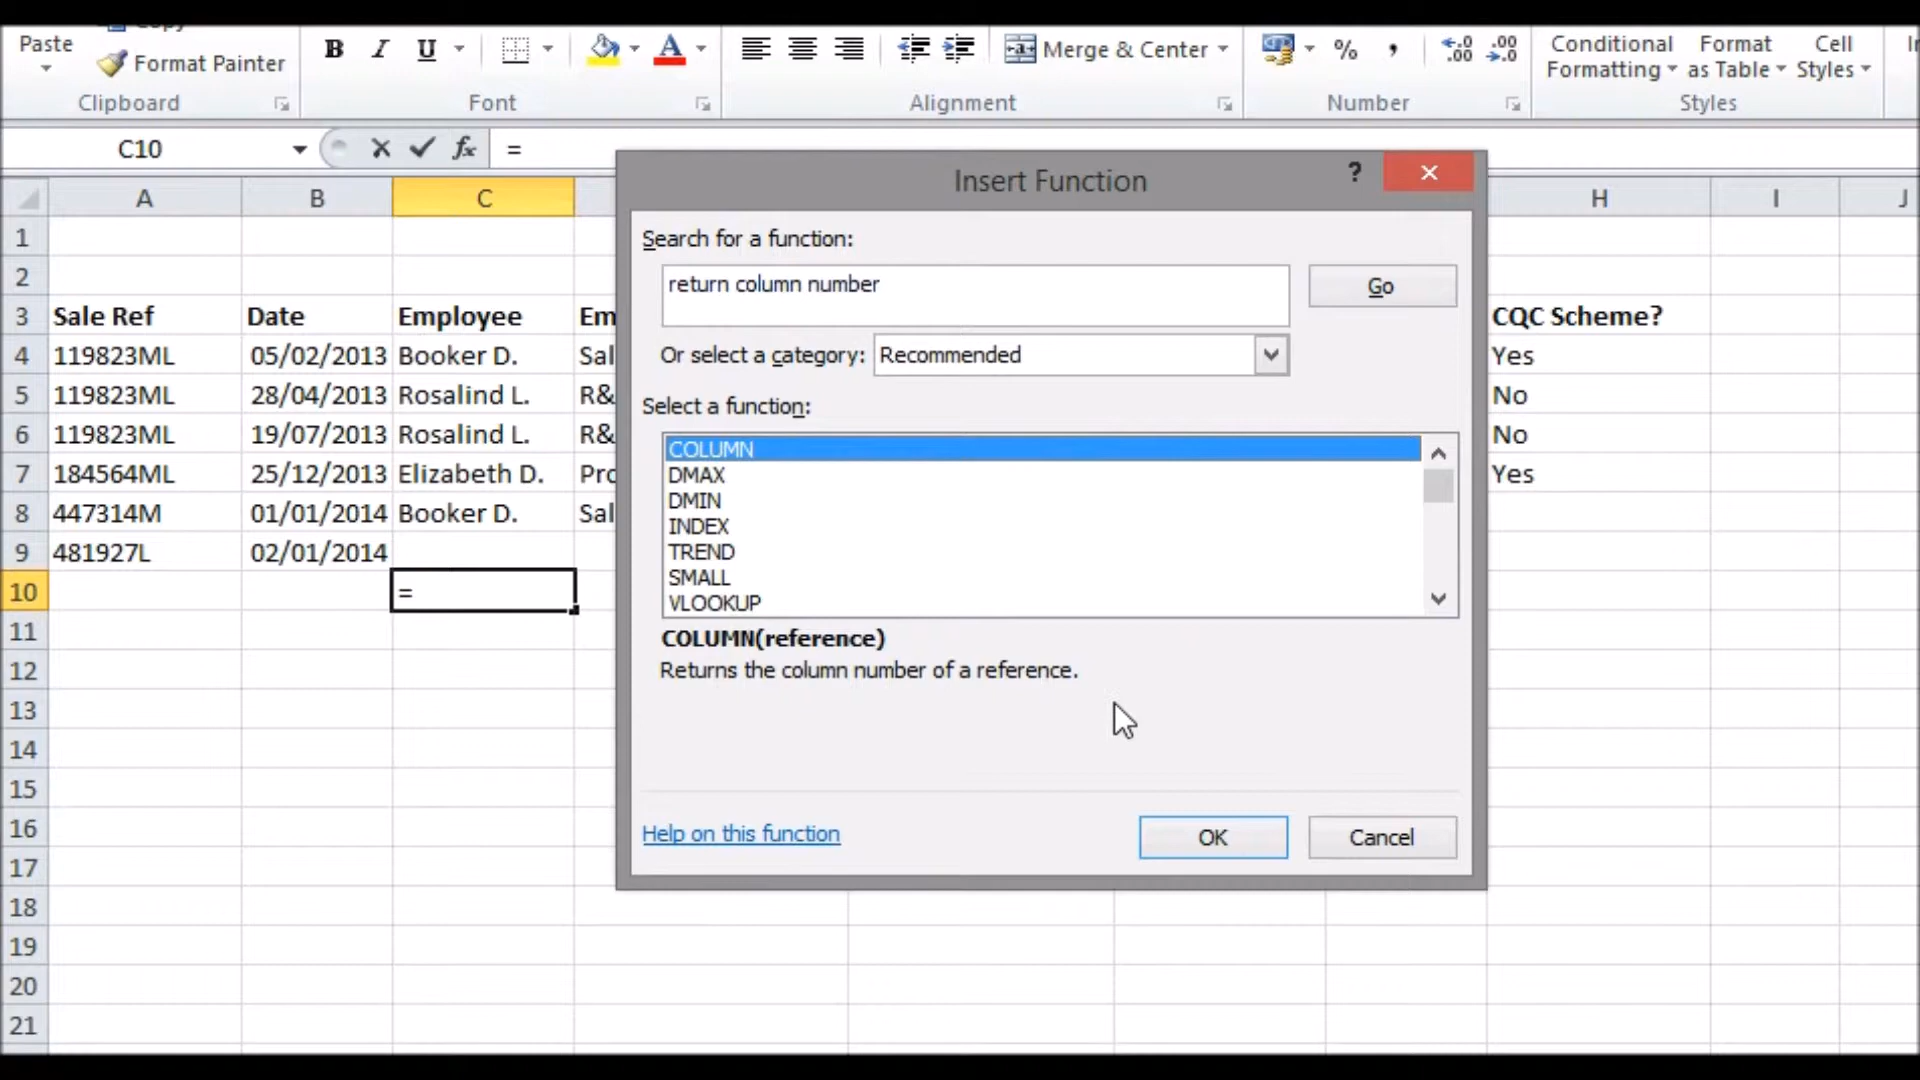 Paste
Copy
Format Painter
B I U
A
Merge & Center
% ,
Conditional Formatting
Format as Table
Cell Styles
Clipboard
Font
Alignment
Number
Styles
C10
fx
=
Insert Function
?
A B C H I J
Search for a function:
return column number
Go
Or select a category: Recommended
Select a function:
COLUMN
DMAX
DMIN
INDEX
TREND
SMALL
VLOOKUP
COLUMN(reference)
Returns the column number of a reference.
Help on this function
OK
Cancel
1
2
3 Sale Ref Date Employee Em CQC Scheme?
4 119823ML 05/02/2013 Booker D. Sal Yes
5 119823ML 28/04/2013 Rosalind L. R& No
6 119823ML 19/07/2013 Rosalind L. R& No
7 184564ML 25/12/2013 Elizabeth D. Pro Yes
8 447314M 01/01/2014 Booker D. Sal
9 481927L 02/01/2014
10 =
11
12
13
14
15
16
17
18
19
20
21